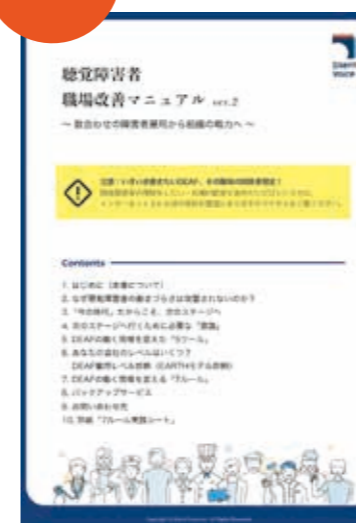 Silent
Voice
聴覚障害者
職場改善マニュアル ver.2
〜 数合わせの障害者雇用から組織の戦力へ 〜
Contents
1. はじめに（本書について）
2. なぜ聴覚障害者の働きづらさは改善されないのか？
3. 「今の時代」だからこそ、次のステージへ
4. 次のステージへ行くために必要な「意識」
5. DEAFの働く現場を変えた「5ツール」
6. あなたの会社のレベルはいくつ？
DEAF雇用レベル診断（EARTHモデル診断）
7. DEAFの働く現場を変える「7ルール」
8. バックアップサービス
9. お問い合わせ先
10. 別紙「7ルール実践シート」